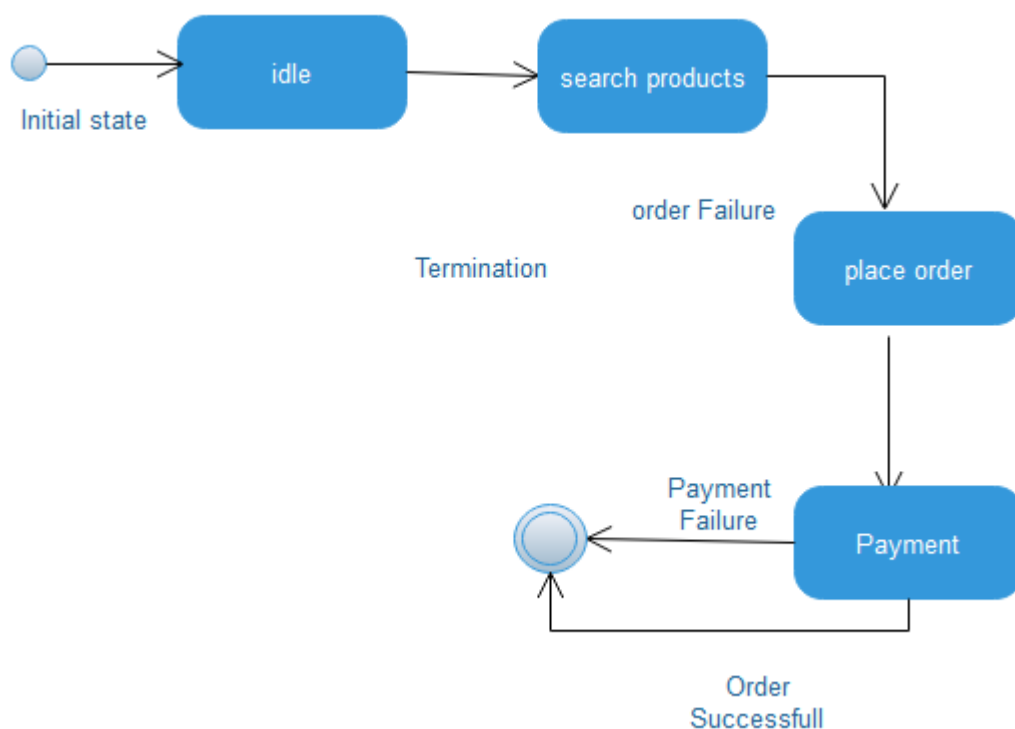 idle
search products
Initial state
order Failure
Termination
place order
Payment
Failure
Payment
Order
Successfull